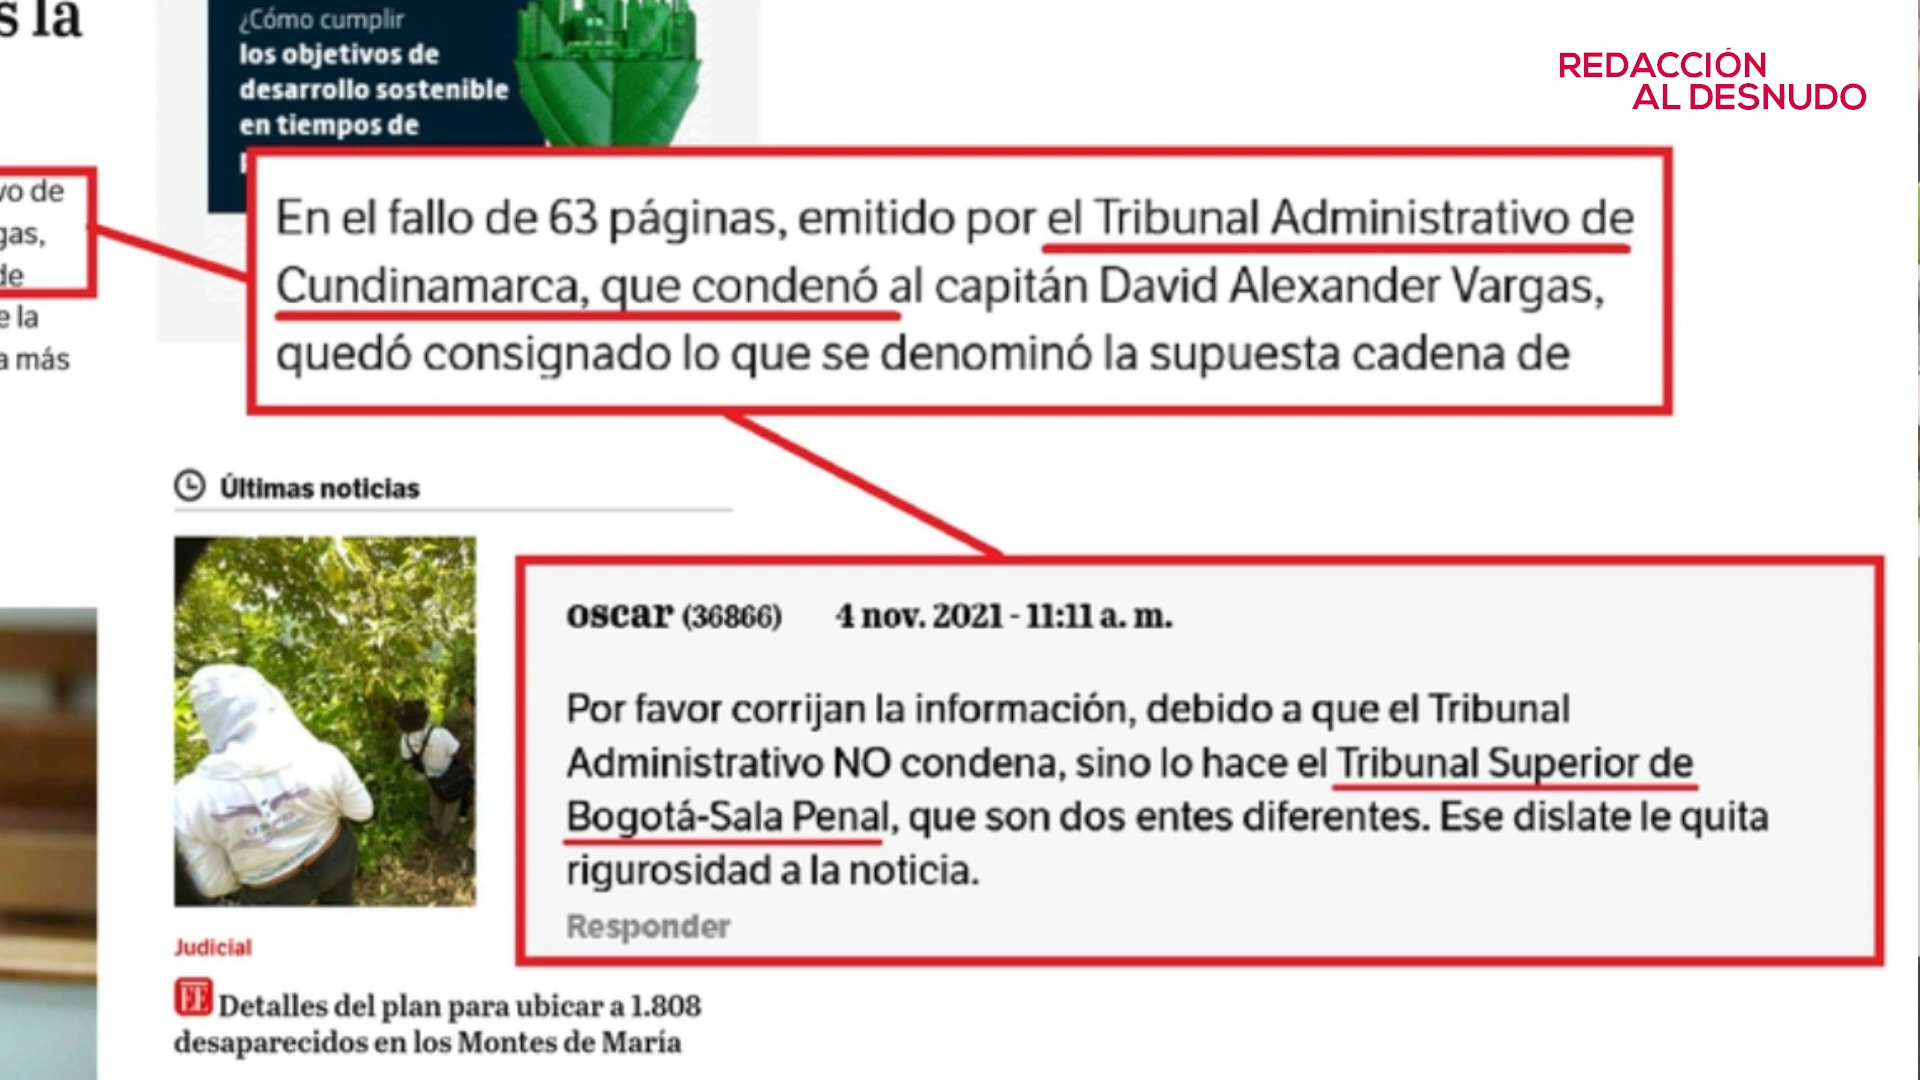 s la
¿Cómo cumplir
los objetivos de
desarrollo sostenible
en tiempos de
REDACCIÓN
AL DESNUDO
vo de
gas,
de
e la
a más
En el fallo de 63 páginas, emitido por el Tribunal Administrativo de
Cundinamarca, que condenó al capitán David Alexander Vargas,
quedó consignado lo que se denominó la supuesta cadena de
Últimas noticias
oscar (36866) 4 nov. 2021 - 11:11 a. m.
Por favor corrijan la información, debido a que el Tribunal
Administrativo NO condena, sino lo hace el Tribunal Superior de
Bogotá-Sala Penal, que son dos entes diferentes. Ese dislate le quita
rigurosidad a la noticia.
Responder
Judicial
EE Detalles del plan para ubicar a 1.808
desaparecidos en los Montes de María